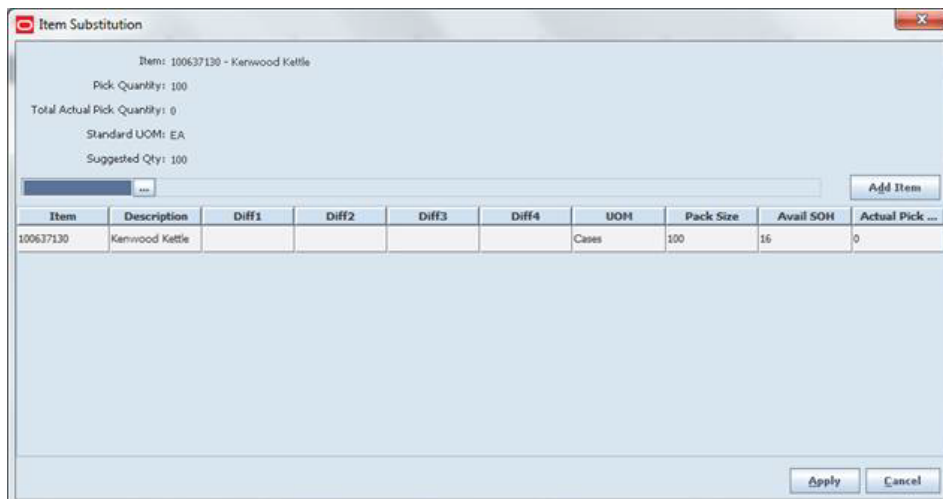 Item Substitution
Item: 100637130 - Kenwood Kettle
Pick Quantity: 100
Total Actual Pick Quantity: 0
Standard UOM: EA
Suggested Qty: 100
... Add Item
Item Description Diff1 Diff2 Diff3 Diff4 UOM Pack Size Avail SOH Actual Pick ...
100637130 Kenwood Kettle Cases 100 16 0
Apply Cancel